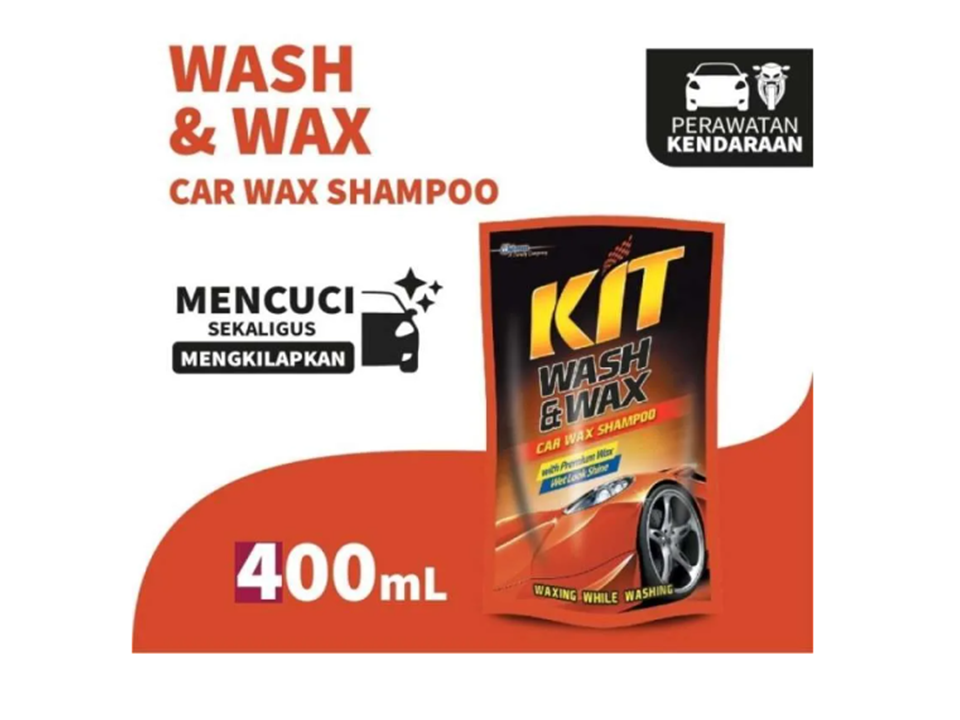 WASH
& WAX
CAR WAX SHAMPOO
PERAWATAN
KENDARAAN
MENCUCI
SEKALIGUS
MENGKILAPKAN
KIT
WASH
& WAX
CAR WAX SHAMPOO
with Premium Wax
Wet Look Shine
WAXING WHILE WASHING
400mL